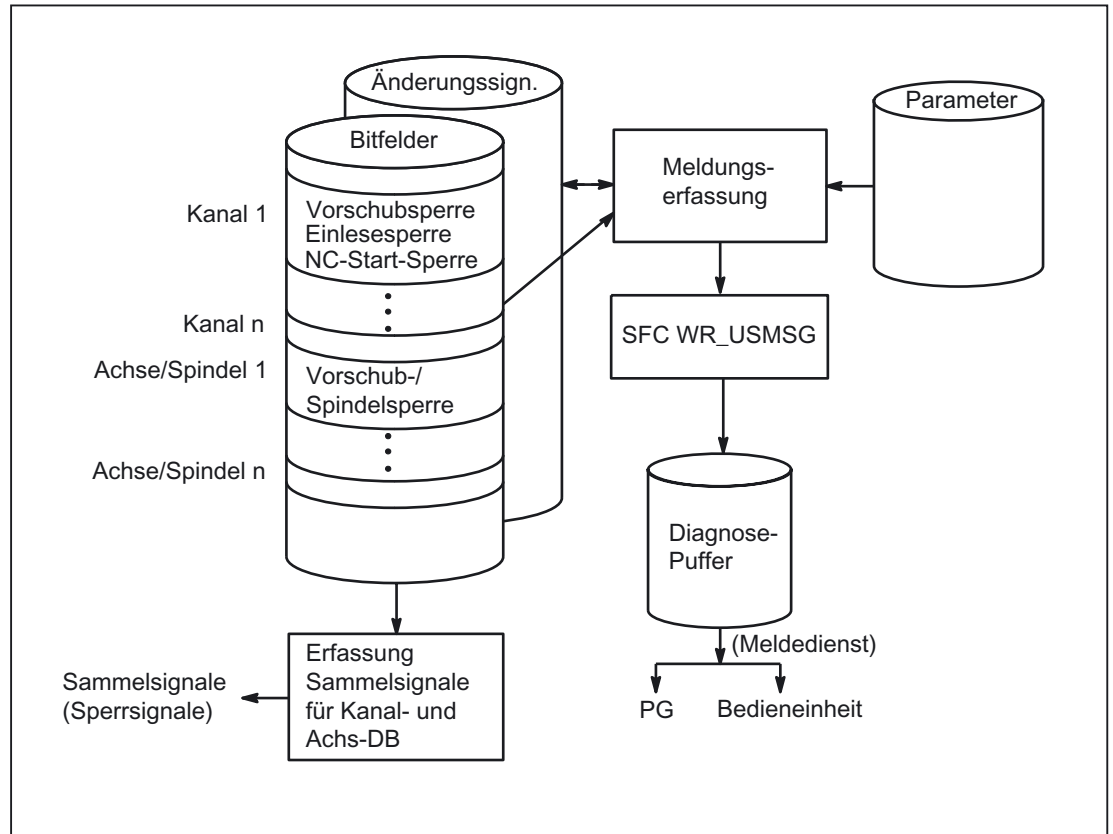 Änderungssign.
Bitfelder
Parameter
Meldungs-
erfassung
Kanal 1
Vorschubsperre
Einlesesperre
NC-Start-Sperre
Kanal n
SFC WR_USMSG
Achse/Spindel 1
Vorschub-/
Spindelsperre
Achse/Spindel n
Diagnose-
Puffer
(Meldedienst)
PG
Bedieneinheit
Erfassung
Sammelsignale
für Kanal- und
Achs-DB
Sammelsignale
(Sperrsignale)